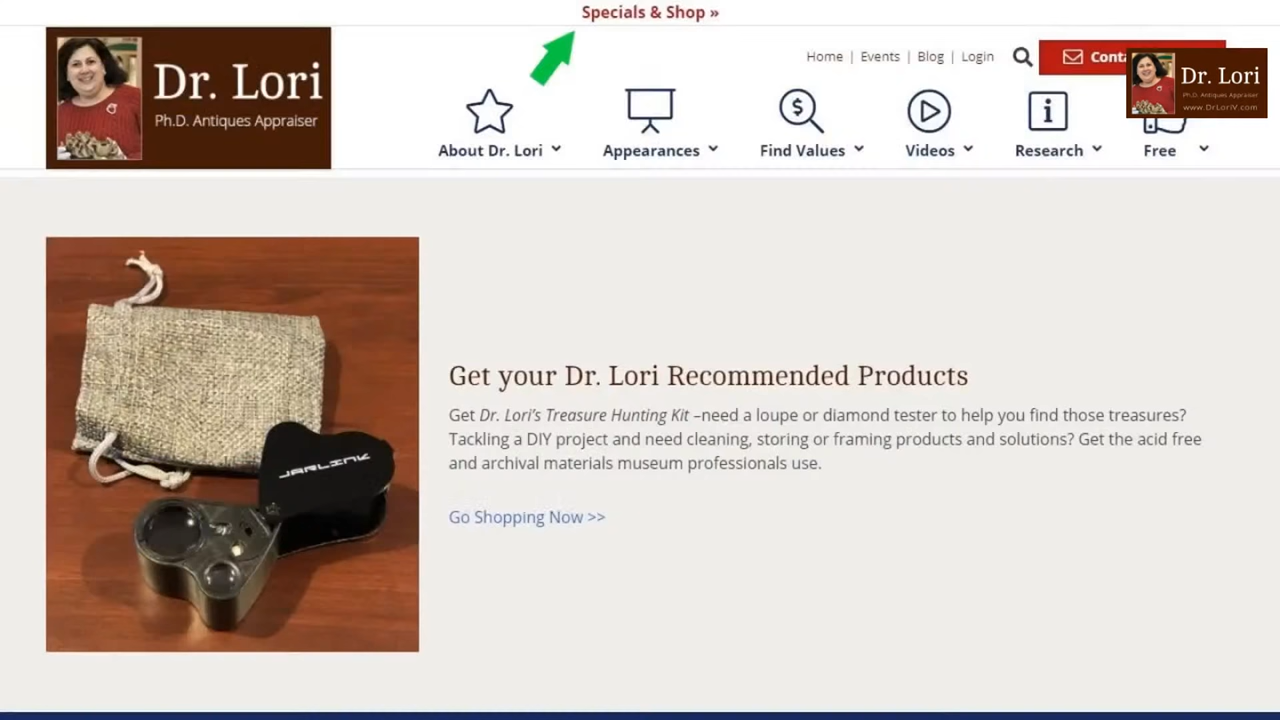 Specials & Shop »
Dr. Lori
Ph.D. Antiques Appraiser
Home | Events | Blog | Login
Dr. Lori
Ph.D. Antiques Appraiser
www.DrLoriV.com
About Dr. Lori
Appearances
Find Values
Videos
Research
Free
JARLINK
Get your Dr. Lori Recommended Products
Get Dr. Lori's Treasure Hunting Kit –need a loupe or diamond tester to help you find those treasures?
Tackling a DIY project and need cleaning, storing or framing products and solutions? Get the acid free
and archival materials museum professionals use.
Go Shopping Now >>